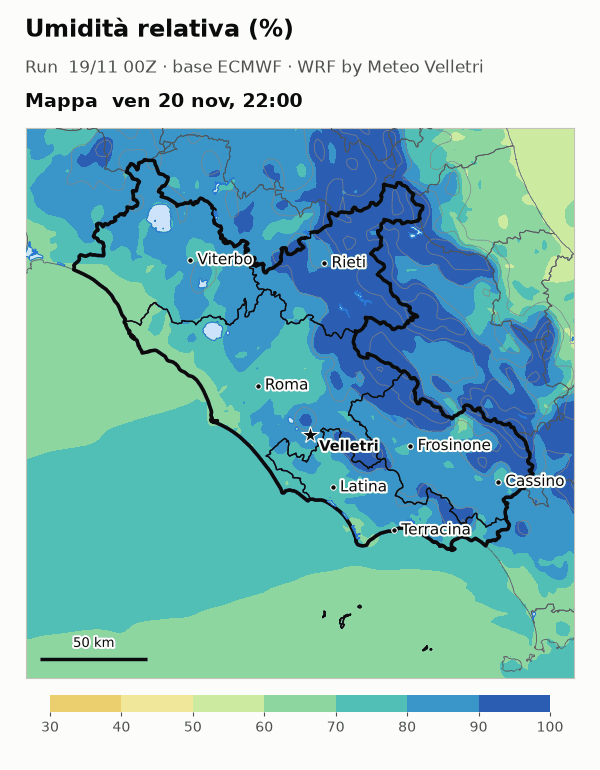 Umidità relativa (%)
Run  19/11 00Z · base ECMWF · WRF by Meteo Velletri
Mappa  ven 20 nov, 22:00
Viterbo
Rieti
Roma
Velletri
Frosinone
Cassino
Latina
Terracina
50 km
30 40 50 60 70 80 90 100